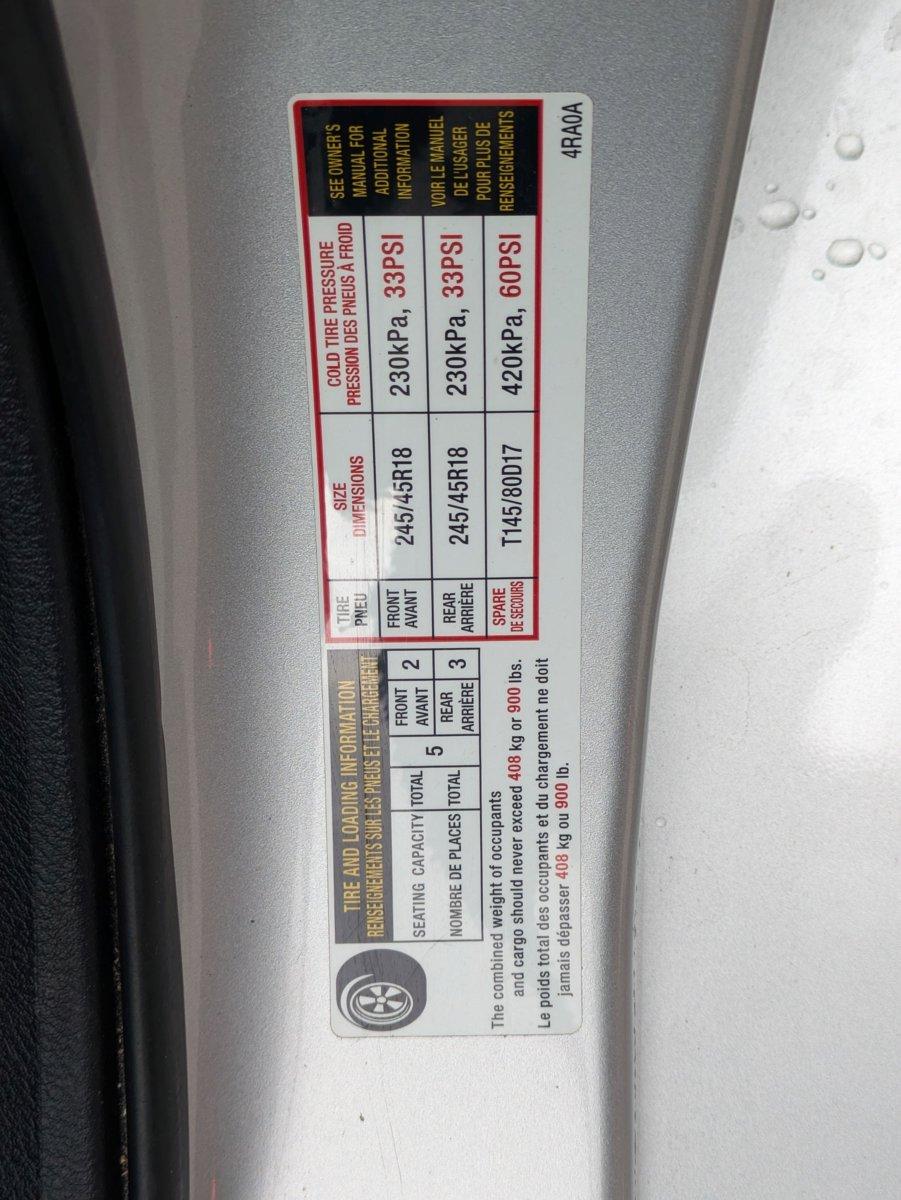 TIRE AND LOADING INFORMATION
RENSEIGNEMENTS SUR LES PNEUS ET LE CHARGEMENT
SEATING CAPACITY
NOMBRE DE PLACES
TOTAL
TOTAL
5
FRONT
AVANT
2
REAR
ARRIÈRE
3
The combined weight of occupants
and cargo should never exceed 408 kg or 900 lbs.
Le poids total des occupants et du chargement ne doit
jamais dépasser 408 kg ou 900 lb.
TIRE
PNEU
SIZE
DIMENSIONS
COLD TIRE PRESSURE
PRESSION DES PNEUS À FROID
FRONT
AVANT
245/45R18
230kPa, 33PSI
REAR
ARRIÈRE
245/45R18
230kPa, 33PSI
SPARE
DE SECOURS
T145/80D17
420kPa, 60PSI
SEE OWNER'S
MANUAL FOR
ADDITIONAL
INFORMATION
VOIR LE MANUEL
DE L'USAGER
POUR PLUS DE
RENSEIGNEMENTS
4RA0A